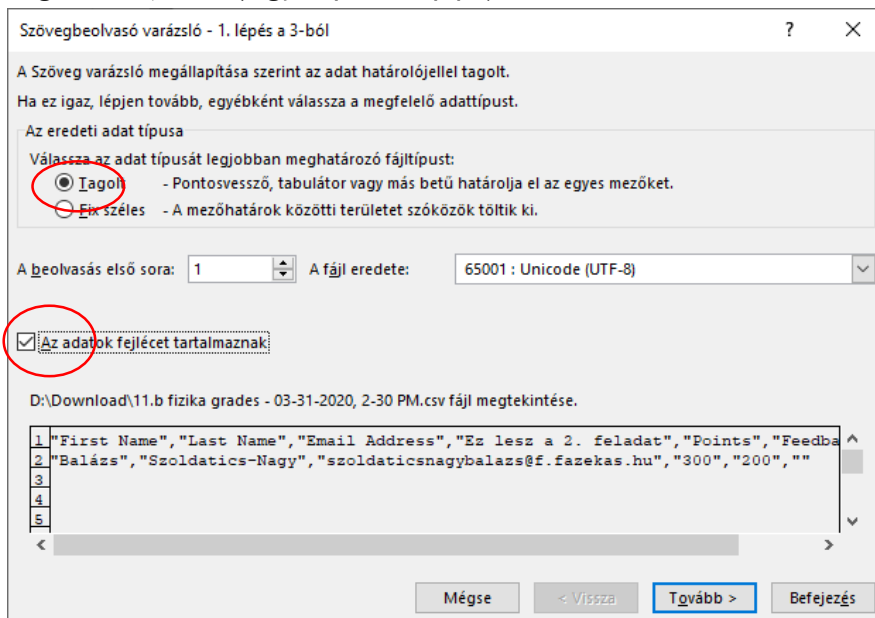 Szövegbeolvasó varázsló - 1. lépés a 3-ból ? ×
A Szöveg varázsló megállapítása szerint az adat határolójellel tagolt.
Ha ez igaz, lépjen tovább, egyébként válassza a megfelelő adattípust.
Az eredeti adat típusa
Válassza az adat típusát legjobban meghatározó fájltípust:
Tagolt - Pontosvessző, tabulátor vagy más betű határolja el az egyes mezőket.
Fix széles - A mezőhatárok közötti területet szóközök töltik ki.
A beolvasás első sora: 1 A fájl eredete: 65001 : Unicode (UTF-8)
Az adatok fejlécet tartalmaznak
D:\Download\11.b fizika grades - 03-31-2020, 2-30 PM.csv fájl megtekintése.
1 "First Name","Last Name","Email Address","Ez lesz a 2. feladat","Points","Feedba
2 "Balázs","Szoldatics-Nagy","szoldaticsnagybalazs@f.fazekas.hu","300","200",""
3
4
5
Mégse < Vissza Tovább > Befejezés